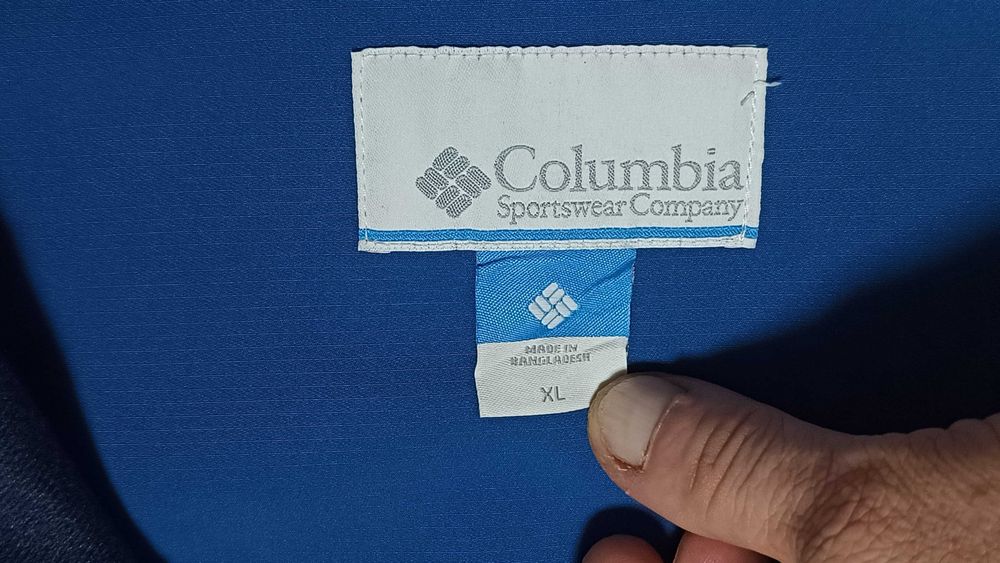 Columbia
Sportswear Company
MADE IN
BANGLADESH
XL